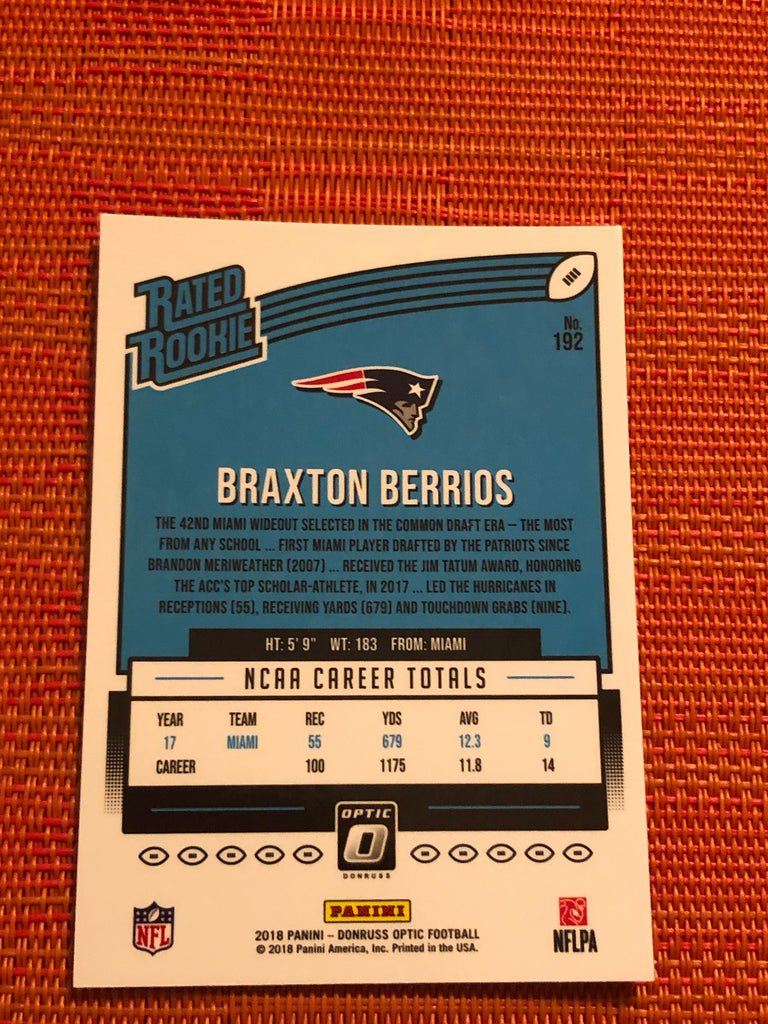 RATED
ROOKIE
No.
192
BRAXTON BERRIOS
THE 42ND MIAMI WIDEOUT SELECTED IN THE COMMON DRAFT ERA – THE MOST
FROM ANY SCHOOL ... FIRST MIAMI PLAYER DRAFTED BY THE PATRIOTS SINCE
BRANDON MERIWEATHER (2007) ... RECEIVED THE JIM TATUM AWARD, HONORING
THE ACC'S TOP SCHOLAR-ATHLETE, IN 2017 ... LED THE HURRICANES IN
RECEPTIONS (55), RECEIVING YARDS (679) AND TOUCHDOWN GRABS (NINE).
HT: 5' 9" WT: 183 FROM: MIAMI
NCAA CAREER TOTALS
YEAR TEAM REC YDS AVG TD
17 MIAMI 55 679 12.3 9
CAREER 100 1175 11.8 14
OPTIC
O
DONRUSS
PANINI
NFL
2018 PANINI – DONRUSS OPTIC FOOTBALL
© 2018 Panini America, Inc. Printed in the USA.
NFLPA